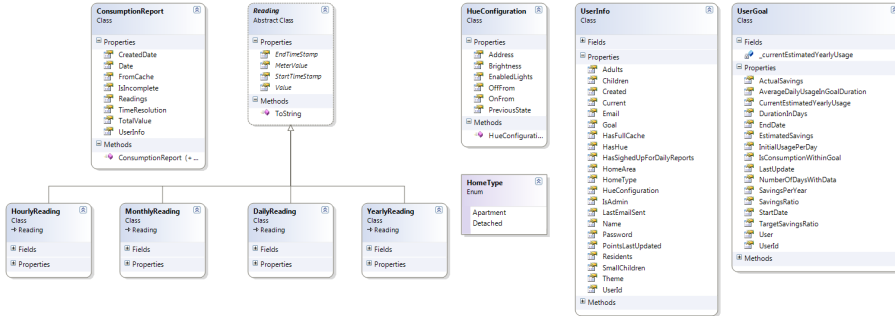 ConsumptionReport
Class
Properties
CreatedDate
Date
FromCache
IsIncomplete
Readings
TimeResolution
TotalValue
UserInfo
Methods
ConsumptionReport (+ ...
Reading
Abstract Class
Properties
EndTimeStamp
MeterValue
StartTimeStamp
Value
Methods
ToString
HueConfiguration
Class
Properties
Address
Brightness
EnabledLights
OffFrom
OnFrom
PreviousState
Methods
HueConfigurati...
UserInfo
Class
Fields
Properties
Adults
Children
Created
Current
Email
Goal
HasFullCache
HasHue
HasSighedUpForDailyReports
HomeArea
HomeType
HueConfiguration
IsAdmin
LastEmailSent
Name
Password
PointsLastUpdated
Residents
SmallChildren
Theme
UserId
Methods
UserGoal
Class
Fields
_currentEstimatedYearlyUsage
Properties
ActualSavings
AverageDailyUsageInGoalDuration
CurrentEstimatedYearlyUsage
DurationInDays
EndDate
EstimatedSavings
InitialUsagePerDay
IsConsumptionWithinGoal
LastUpdate
NumberOfDaysWithData
SavingsPerYear
SavingsRatio
StartDate
TargetSavingsRatio
User
UserId
Methods
HomeType
Enum
Apartment
Detached
HourlyReading
Class
Reading
Fields
Properties
MonthlyReading
Class
Reading
Fields
Properties
DailyReading
Class
Reading
Fields
Properties
YearlyReading
Class
Reading
Fields
Properties